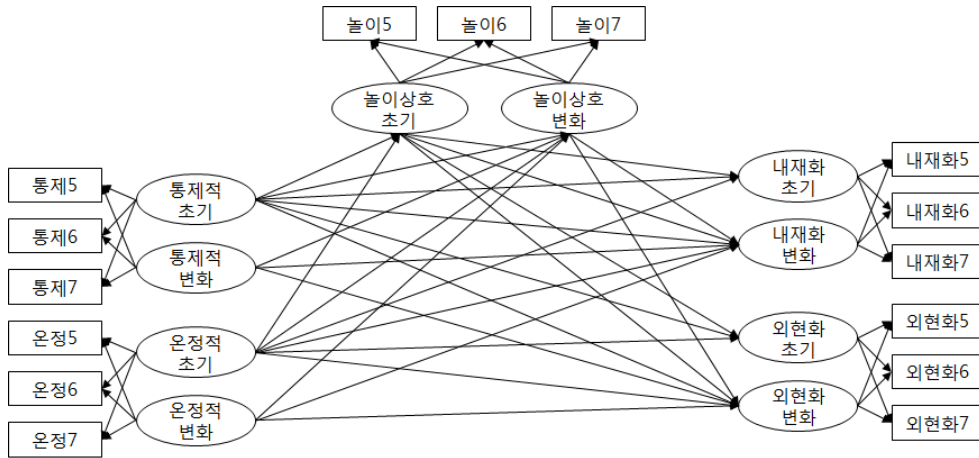 놀이5
놀이6
놀이7
놀이상호
초기
놀이상호
변화
통제5
통제6
통제7
통제적
초기
통제적
변화
온정5
온정6
온정7
온정적
초기
온정적
변화
내재화
초기
내재화
변화
내재화5
내재화6
내재화7
외현화
초기
외현화
변화
외현화5
외현화6
외현화7